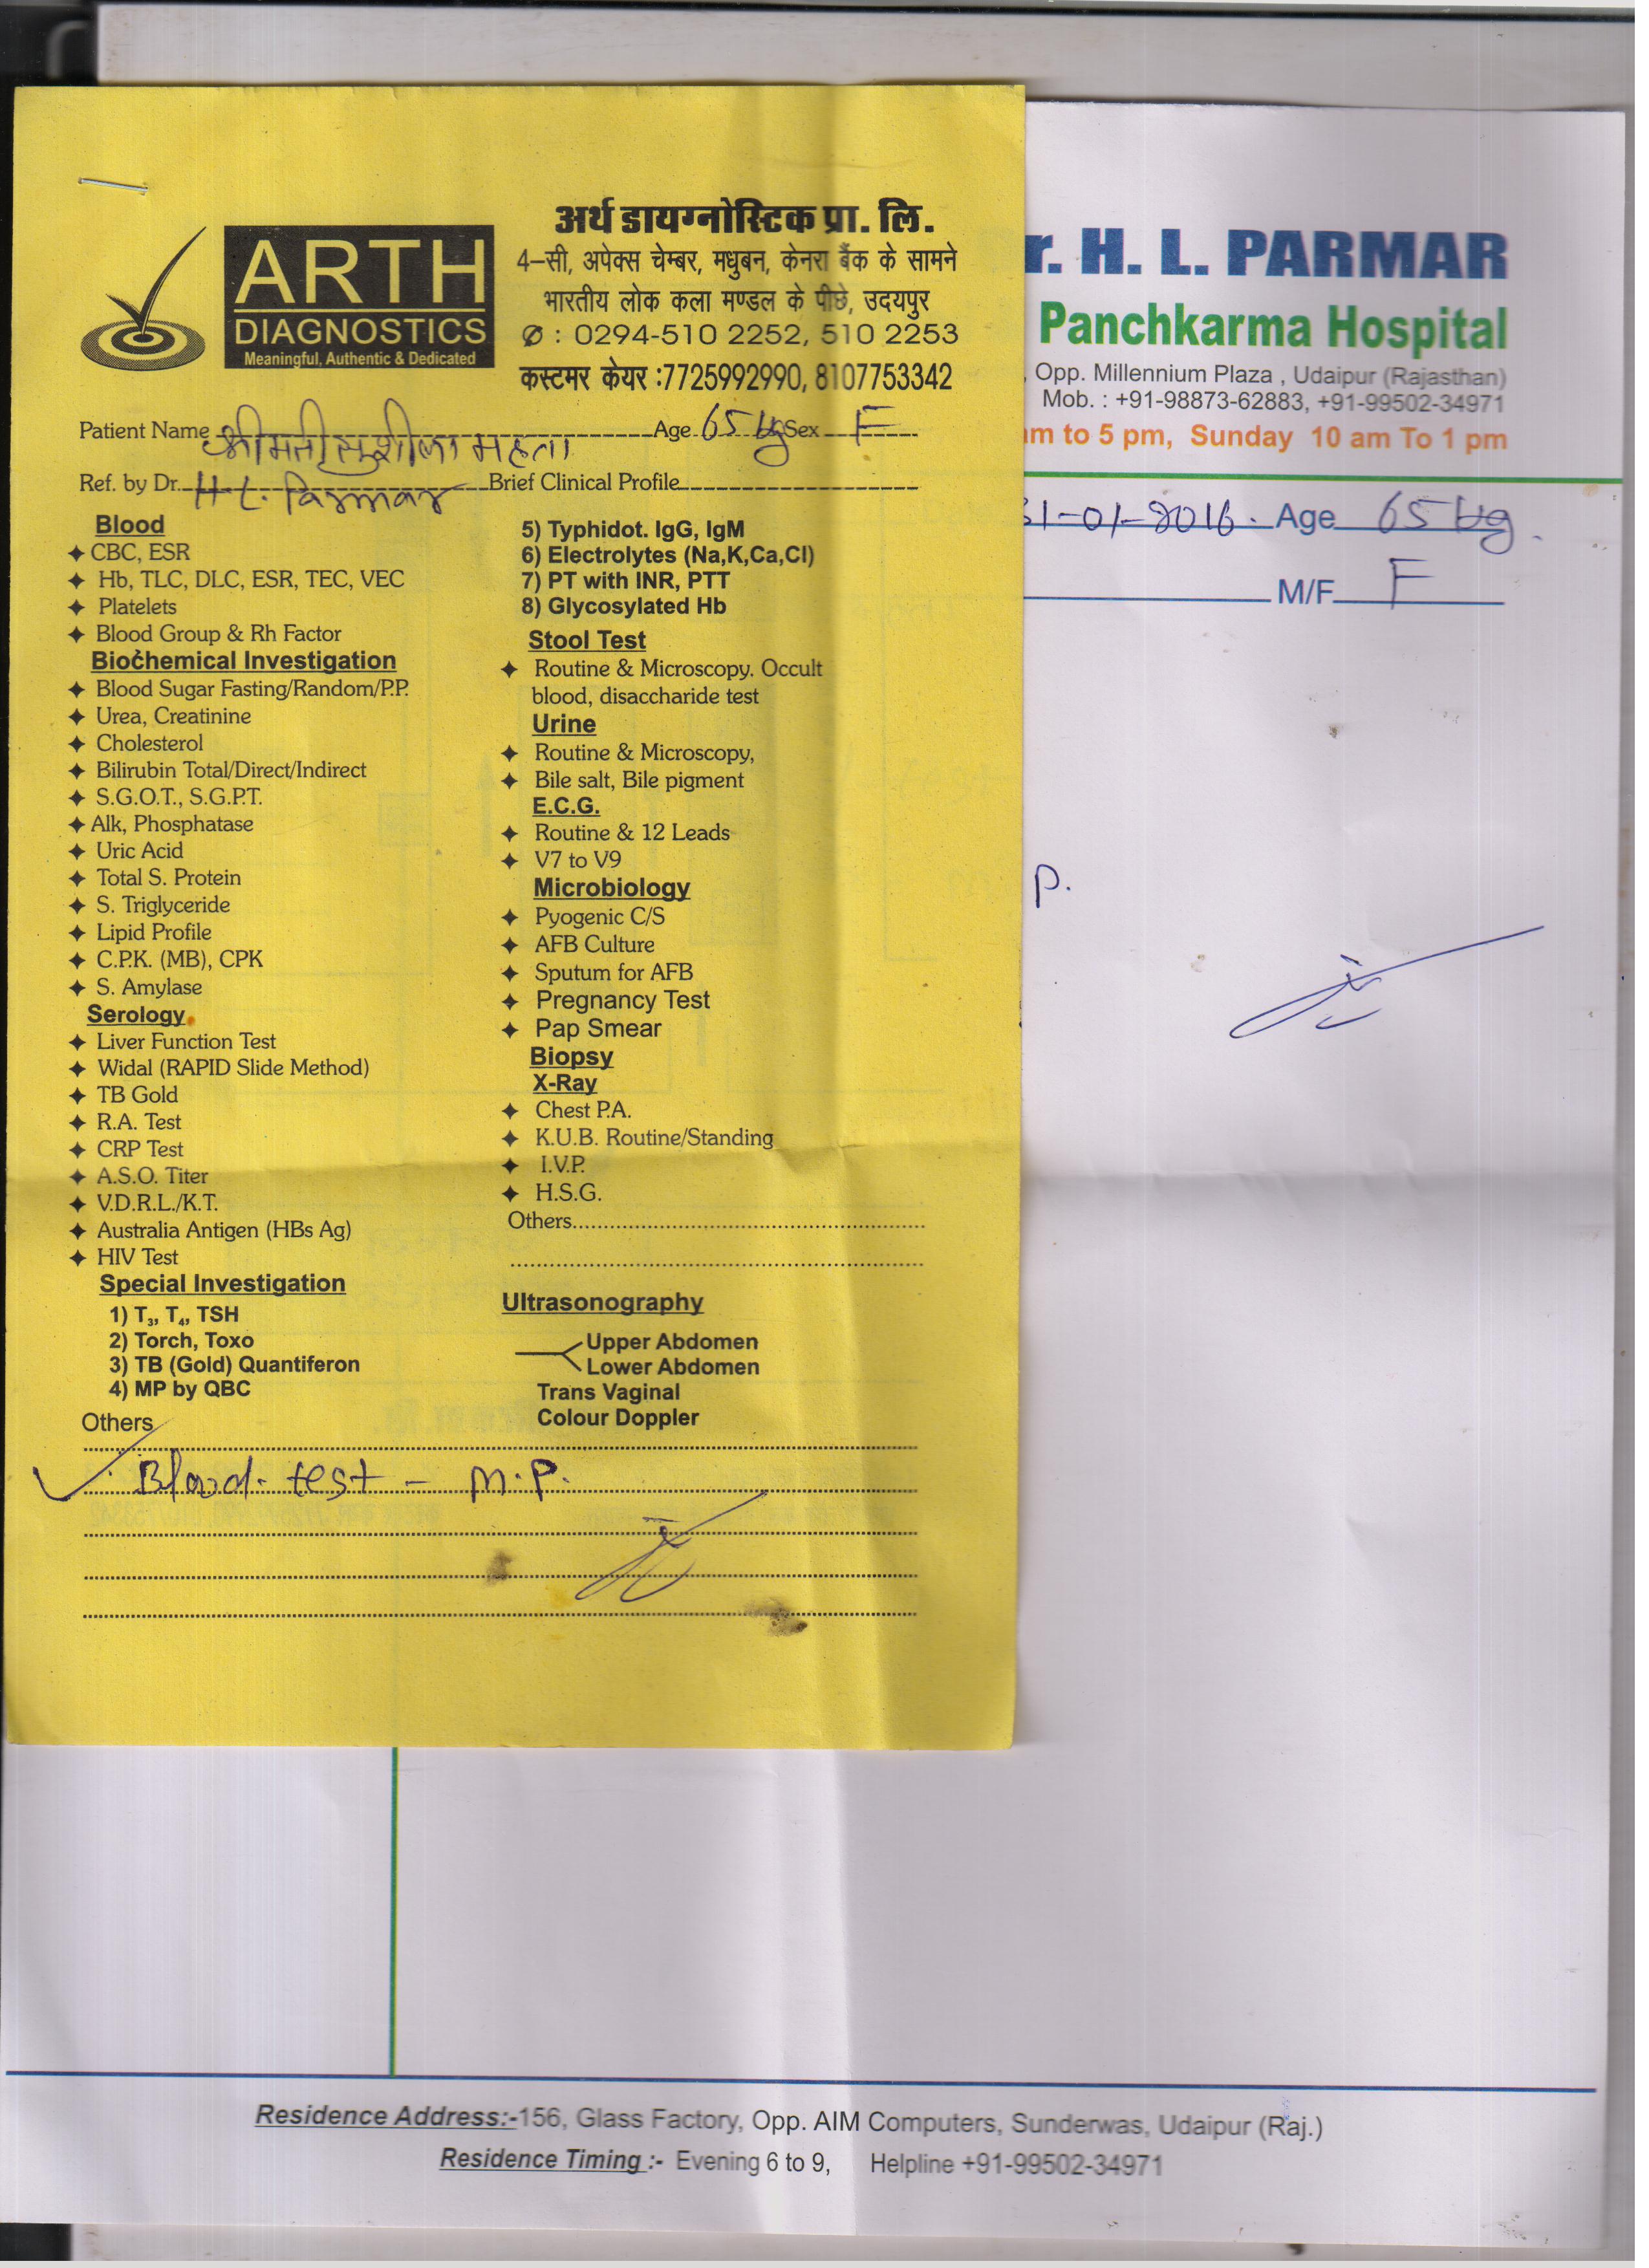 अर्थ डायग्नोस्टिक प्रा. लि.
ARTH
DIAGNOSTICS
Meaningful, Authentic & Dedicated
4-सी, अपेक्स चेम्बर, मधुबन, केनरा बैंक के सामने
भारतीय लोक कला मण्डल के पीछे, उदयपुर
: 0294-510 2252, 510 2253
कस्टमर केयर :7725992990, 8107753342
Patient Name श्रीमती सुशीला महता Age 65 Sex F
Ref. by Dr. H.L. Parmar Brief Clinical Profile
Blood
CBC, ESR
Hb, TLC, DLC, ESR, TEC, VEC
Platelets
Blood Group & Rh Factor
Biochemical Investigation
Blood Sugar Fasting/Random/P.P.
Urea, Creatinine
Cholesterol
Bilirubin Total/Direct/Indirect
S.G.O.T., S.G.P.T.
Alk, Phosphatase
Uric Acid
Total S. Protein
S. Triglyceride
Lipid Profile
C.P.K. (MB), CPK
S. Amylase
Serology
Liver Function Test
Widal (RAPID Slide Method)
TB Gold
R.A. Test
CRP Test
A.S.O. Titer
V.D.R.L./K.T.
Australia Antigen (HBs Ag)
HIV Test
Special Investigation
1) T3, T4, TSH
2) Torch, Toxo
3) TB (Gold) Quantiferon
4) MP by QBC
5) Typhidot. IgG, IgM
6) Electrolytes (Na,K,Ca,Cl)
7) PT with INR, PTT
8) Glycosylated Hb
Stool Test
Routine & Microscopy. Occult
blood, disaccharide test
Urine
Routine & Microscopy,
Bile salt, Bile pigment
E.C.G.
Routine & 12 Leads
V7 to V9
Microbiology
Pyogenic C/S
AFB Culture
Sputum for AFB
Pregnancy Test
Pap Smear
Biopsy
X-Ray
Chest P.A.
K.U.B. Routine/Standing
I.V.P.
H.S.G.
Others
Ultrasonography
Upper Abdomen
Lower Abdomen
Trans Vaginal
Colour Doppler
Others
Blood. test - M.P.
r. H. L. PARMAR
Panchkarma Hospital
, Opp. Millennium Plaza , Udaipur (Rajasthan)
Mob. : +91-98873-62883, +91-99502-34971
am to 5 pm, Sunday 10 am To 1 pm
31-01-2016. Age 65
M/F F
P.
Residence Address:-156, Glass Factory, Opp. AIM Computers, Sunderwas, Udaipur (Raj.)
Residence Timing :- Evening 6 to 9, Helpline +91-99502-34971